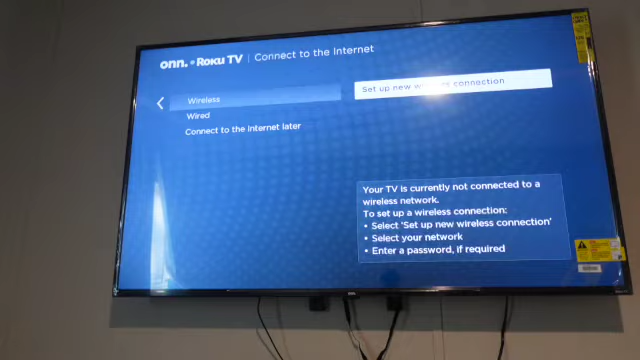 onn. • Roku TV | Connect to the Internet
Wireless
Wired
Connect to the Internet later
Set up new wireless connection
Your TV is currently not connected to a
wireless network.
To set up a wireless connection:
• Select 'Set up new wireless connection'
• Select your network
• Enter a password, if required